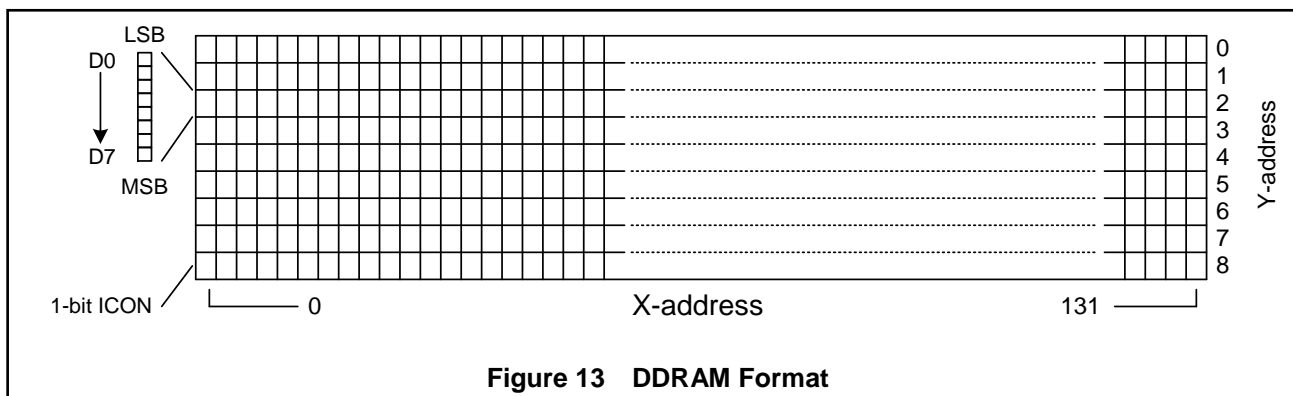 LSB
D0
D7
MSB
1-bit ICON
0
1
2
3
4
5
6
7
8
Y-address
0
X-address
131
Figure 13 DDRAM Format